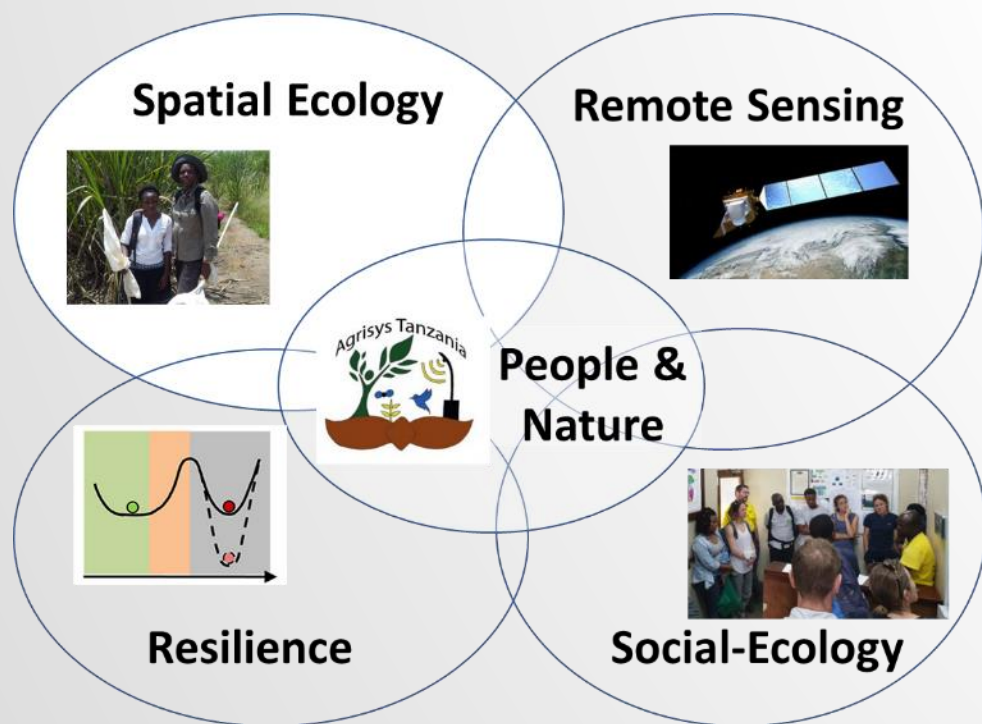 Spatial Ecology
Remote Sensing
Agrisys Tanzania
People &
Nature
Resilience
Social-Ecology